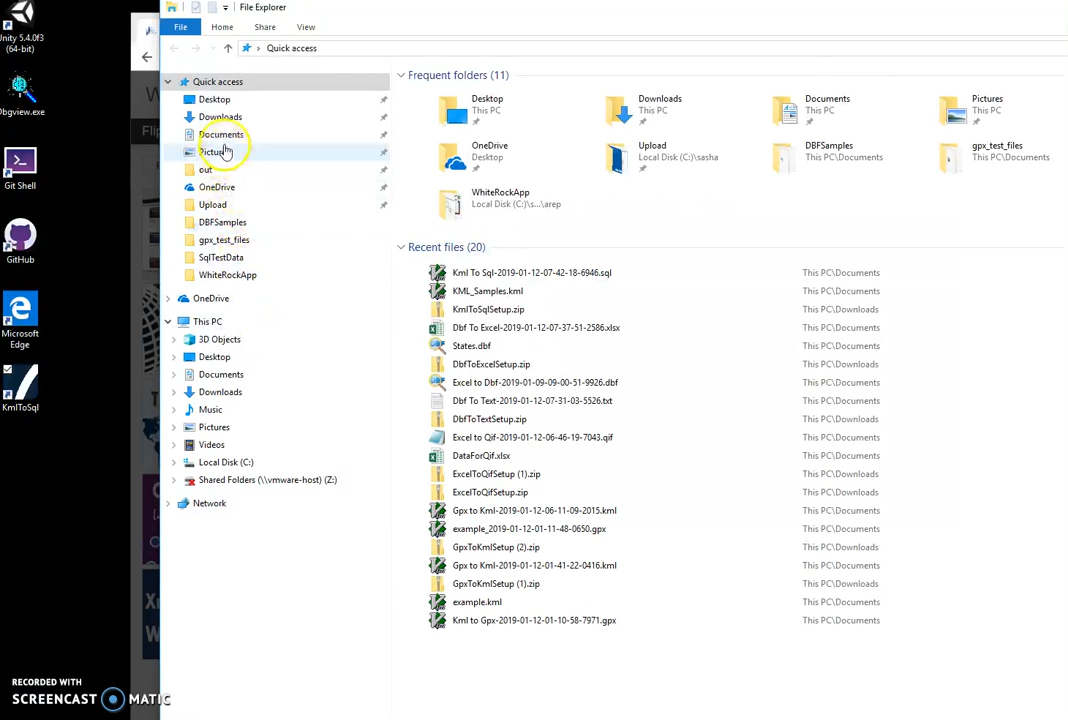 Unity 5.4.0f3
(64-bit)
Dbgview.exe
Git Shell
GitHub
Microsoft
Edge
KmlToSql
File Explorer
File
Home
Share
View
Quick access
Quick access
Desktop
Downloads
Documents
Pictures
out
OneDrive
Upload
DBFSamples
gpx_test_files
SqlTestData
WhiteRockApp
OneDrive
This PC
3D Objects
Desktop
Documents
Downloads
Music
Pictures
Videos
Local Disk (C:)
Shared Folders (\\vmware-host) (Z:)
Network
Frequent folders (11)
Desktop
This PC
Downloads
This PC
Documents
This PC
Pictures
This PC
OneDrive
Desktop
Upload
Local Disk (C:)\sasha
DBFSamples
This PC\Documents
gpx_test_files
This PC\Documents
WhiteRockApp
Local Disk (C:)\s...\arep
Recent files (20)
Kml To Sql-2019-01-12-07-42-18-6946.sql This PC\Documents
KML_Samples.kml This PC\Documents
KmlToSqlSetup.zip This PC\Downloads
Dbf To Excel-2019-01-12-07-37-51-2586.xlsx This PC\Documents
States.dbf This PC\Documents
DbfToExcelSetup.zip This PC\Downloads
Excel to Dbf-2019-01-09-09-00-51-9926.dbf This PC\Documents
Dbf To Text-2019-01-12-07-31-03-5526.txt This PC\Documents
DbfToTextSetup.zip This PC\Downloads
Excel to Qif-2019-01-12-06-46-19-7043.qif This PC\Documents
DataForQif.xlsx This PC\Documents
ExcelToQifSetup (1).zip This PC\Downloads
ExcelToQifSetup.zip This PC\Downloads
Gpx to Kml-2019-01-12-06-11-09-2015.kml This PC\Documents
example_2019-01-12-01-11-48-0650.gpx This PC\Documents
GpxToKmlSetup (2).zip This PC\Downloads
Gpx to Kml-2019-01-12-01-41-22-0416.kml This PC\Documents
GpxToKmlSetup (1).zip This PC\Downloads
example.kml This PC\Documents
Kml to Gpx-2019-01-12-01-10-58-7971.gpx This PC\Documents
RECORDED WITH
SCREENCAST MATIC